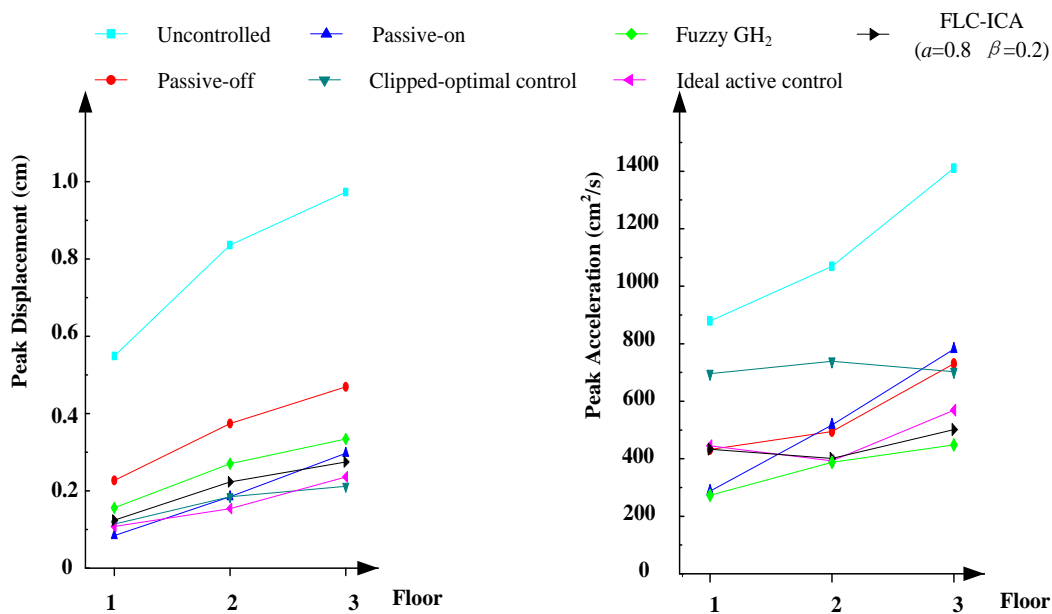 Uncontrolled
Passive-on
Fuzzy GH₂
FLC-ICA
(a=0.8 β=0.2)
Passive-off
Clipped-optimal control
Ideal active control
Peak Displacement (cm)
1.0
0.8
0.6
0.4
0.2
0
1
2
3
Floor
Peak Acceleration (cm²/s)
1400
1200
1000
800
600
400
200
0
1
2
3
Floor